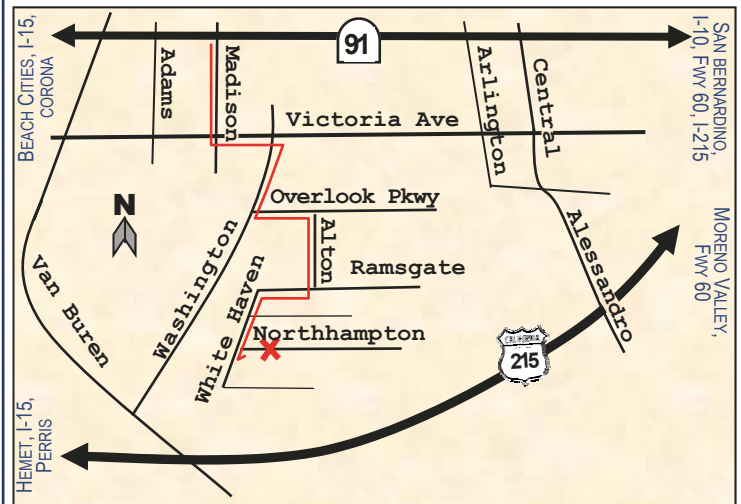 BEACH CITIES, I-15,
CORONA
Adams
Madison
91
Arlington
Central
SAN BERNARDINO,
I-10, FWY 60, I-215
Victoria Ave
N
Overlook Pkwy
Alton
Washington
Ramsgate
White Haven
Northhampton
Van Buren
Alessandro
MORENO VALLEY,
FWY 60
CALIFORNIA
215
HEMET, I-15,
PERRIS